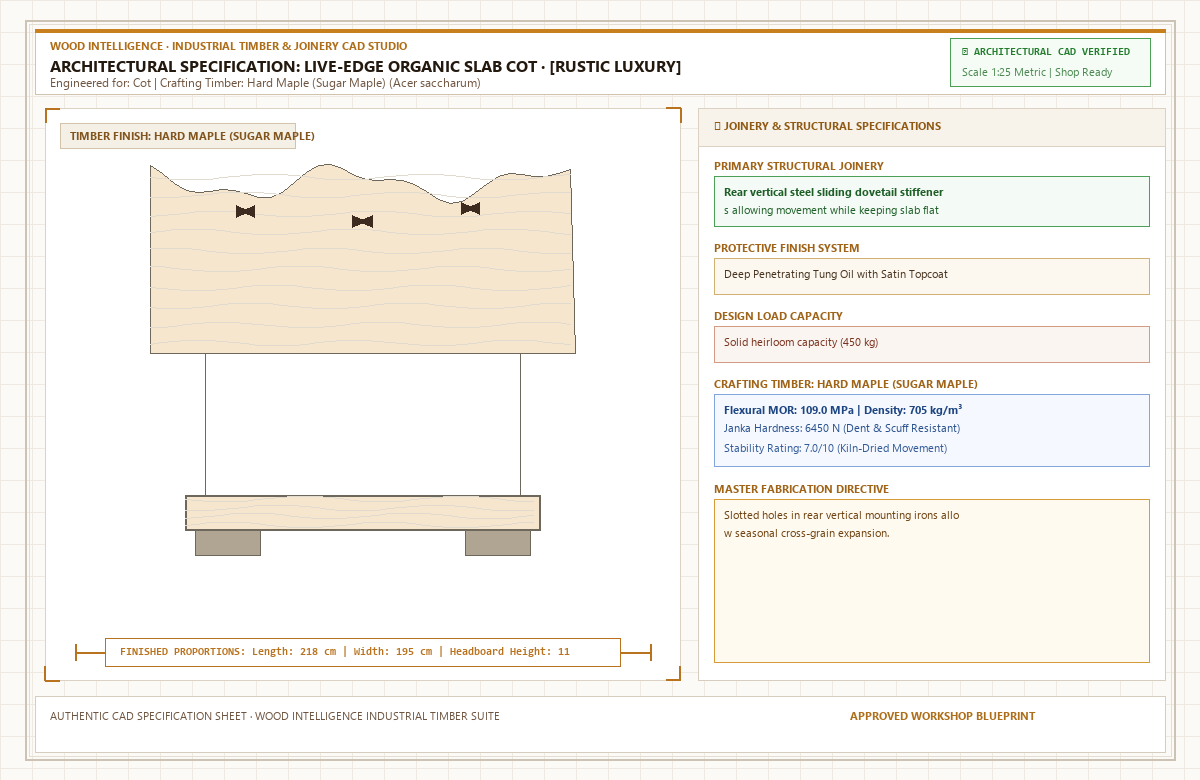 WOOD INTELLIGENCE · INDUSTRIAL TIMBER & JOINERY CAD STUDIO
ARCHITECTURAL SPECIFICATION: LIVE-EDGE ORGANIC SLAB COT · [RUSTIC LUXURY]
Engineered for: Cot | Crafting Timber: Hard Maple (Sugar Maple) (Acer saccharum)
ARCHITECTURAL CAD VERIFIED
Scale 1:25 Metric | Shop Ready
TIMBER FINISH: HARD MAPLE (SUGAR MAPLE)
FINISHED PROPORTIONS: Length: 218 cm | Width: 195 cm | Headboard Height: 11
JOINERY & STRUCTURAL SPECIFICATIONS
PRIMARY STRUCTURAL JOINERY
Rear vertical steel sliding dovetail stiffener
s allowing movement while keeping slab flat
PROTECTIVE FINISH SYSTEM
Deep Penetrating Tung Oil with Satin Topcoat
DESIGN LOAD CAPACITY
Solid heirloom capacity (450 kg)
CRAFTING TIMBER: HARD MAPLE (SUGAR MAPLE)
Flexural MOR: 109.0 MPa | Density: 705 kg/m³
Janka Hardness: 6450 N (Dent & Scuff Resistant)
Stability Rating: 7.0/10 (Kiln-Dried Movement)
MASTER FABRICATION DIRECTIVE
Slotted holes in rear vertical mounting irons allo
w seasonal cross-grain expansion.
AUTHENTIC CAD SPECIFICATION SHEET · WOOD INTELLIGENCE INDUSTRIAL TIMBER SUITE
APPROVED WORKSHOP BLUEPRINT